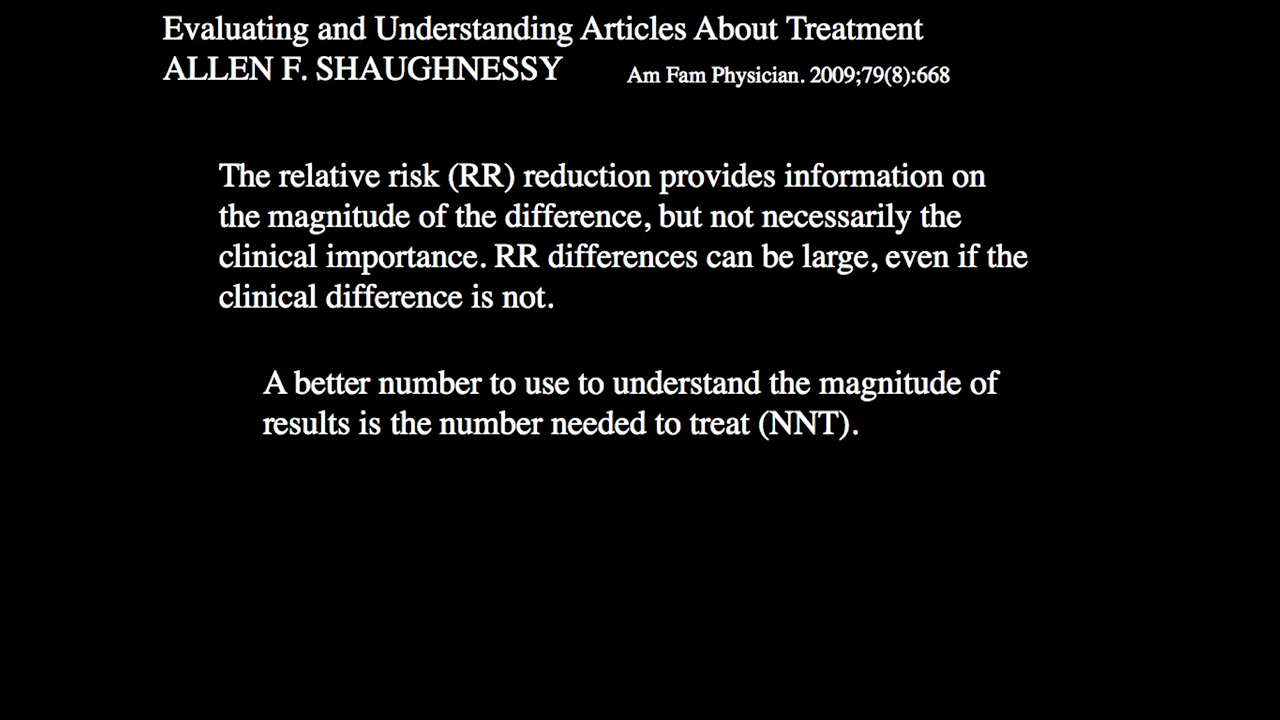 Evaluating and Understanding Articles About Treatment
ALLEN F. SHAUGHNESSY Am Fam Physician. 2009;79(8):668
The relative risk (RR) reduction provides information on
the magnitude of the difference, but not necessarily the
clinical importance. RR differences can be large, even if the
clinical difference is not.
A better number to use to understand the magnitude of
results is the number needed to treat (NNT).